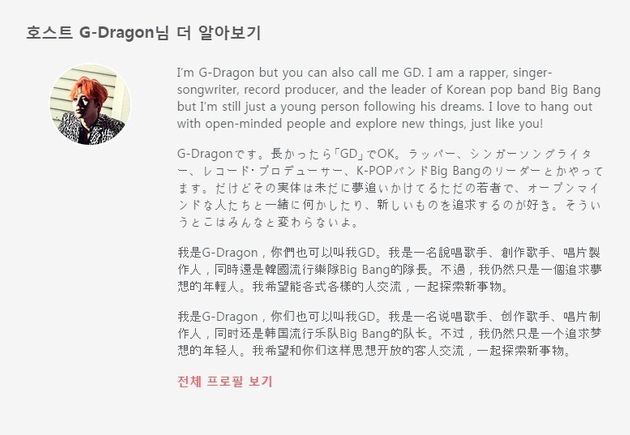 호스트 G-Dragon님 더 알아보기
I'm G-Dragon but you can also call me GD. I am a rapper, singer-
songwriter, record producer, and the leader of Korean pop band Big Bang
but I'm still just a young person following his dreams. I love to hang out
with open-minded people and explore new things, just like you!
G-Dragonです。長かったら「GD」でOK。ラッパー、シンガーソングライタ
ー、レコード・プロデューサー、K-POPバンドBig Bangのリーダーとかやって
ます。だけどその実体は未だに夢追いかけてるただの若者で、オープンマイ
ンドな人たちと一緒に何かしたり、新しいものを追求するのが好き。そうい
うとこはみんなと変わらないよ。
我是G-Dragon，你們也可以叫我GD。我是一名說唱歌手、創作歌手、唱片製
作人，同時還是韓國流行樂隊Big Bang的隊長。不過，我仍然只是一個追求夢
想的年輕人。我希望能各式各樣的人交流，一起探索新事物。
我是G-Dragon，你们也可以叫我GD。我是一名说唱歌手、创作歌手、唱片制
作人，同时还是韩国流行乐队Big Bang的队长。不过，我仍然只是一个追求梦
想的年轻人。我希望和你们这样思想开放的客人交流，一起探索新事物。
전체 프로필 보기